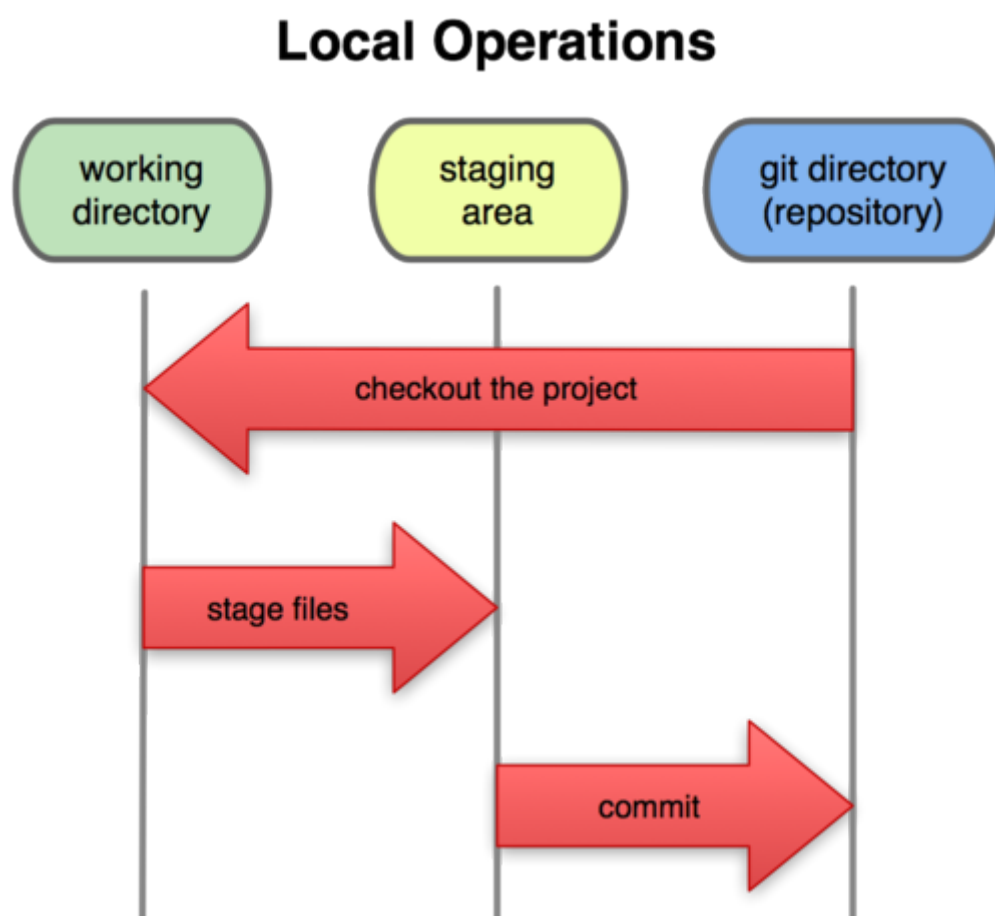 Local Operations
working
directory
staging
area
git directory
(repository)
checkout the project
stage files
commit